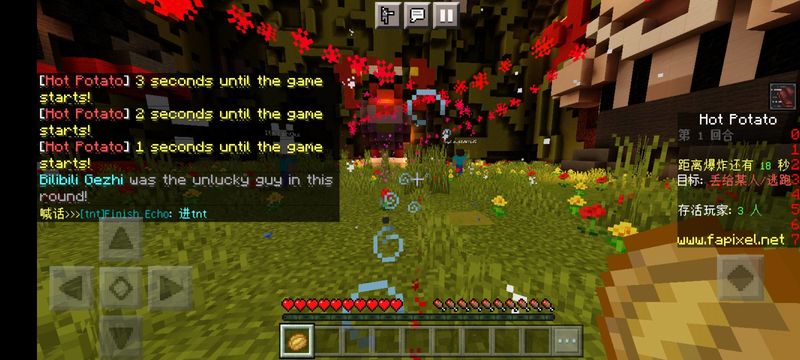 [Hot Potato] 3 seconds until the game
starts!
[Hot Potato] 2 seconds until the game
starts!
[Hot Potato] 1 seconds until the game
starts!
Bilibili Gezhi was the unlucky guy in this
round!
喊话>>>[tnt]Finish Echo: 进tnt
Hot Potato
第 1 回合 0
1
距离爆炸还有 18 秒 2
目标: 丢给某人/逃跑 3
4
存活玩家: 3 人 5
6
www.fapixel.net 7